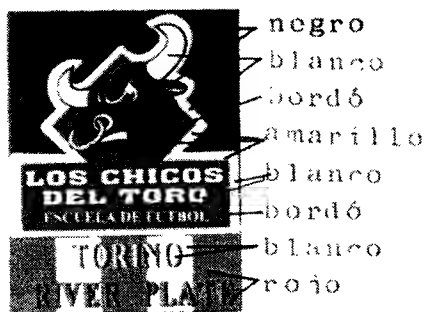 negro
blanco
bordó
amarillo
LOS CHICOS
DEL TORO
ESCUELA DE FUTBOL
blanco
bordó
TORINO
RIVER PLATE
blanco
rojo